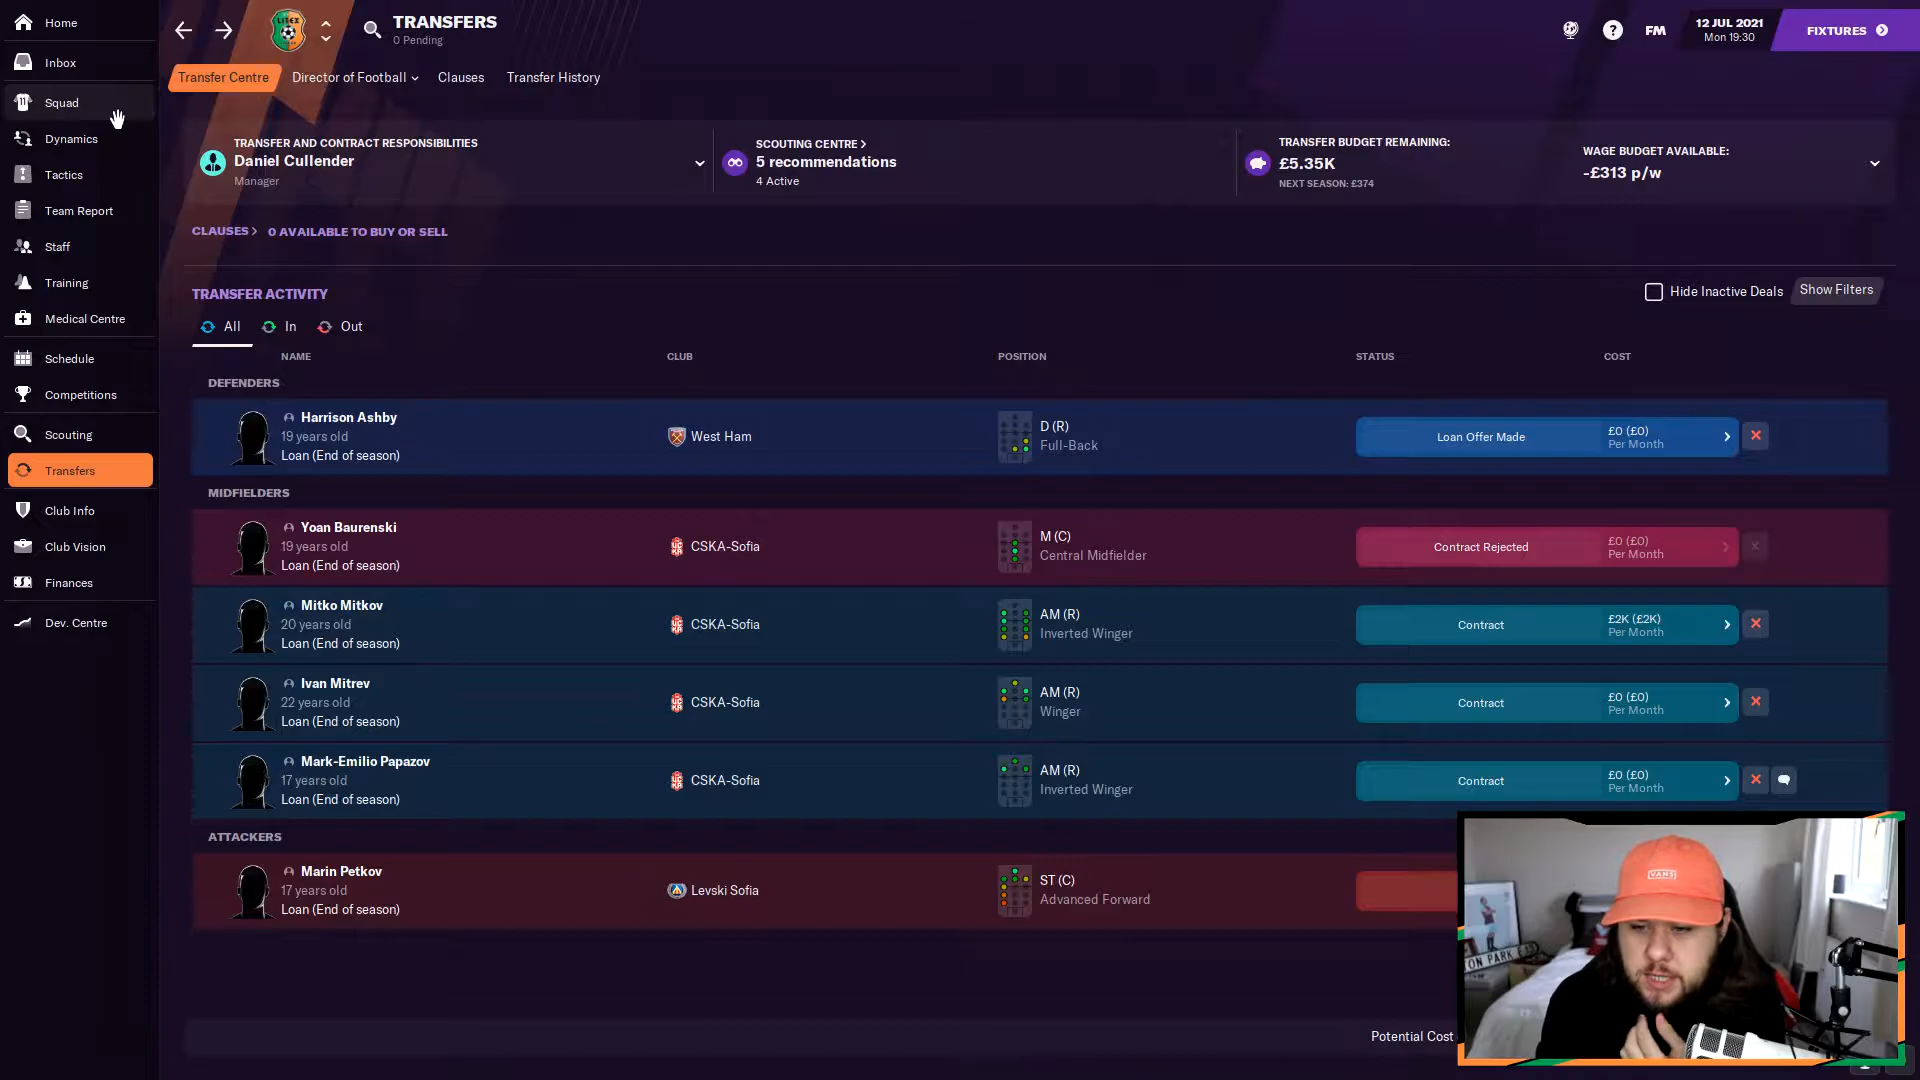 Home
Inbox
Squad
Dynamics
Tactics
Team Report
Staff
Training
Medical Centre
Schedule
Competitions
Scouting
Transfers
Club Info
Club Vision
Finances
Dev. Centre
TRANSFERS
0 Pending
FM
12 JUL 2021
Mon 19:30
FIXTURES
Transfer Centre
Director of Football
Clauses
Transfer History
TRANSFER AND CONTRACT RESPONSIBILITIES
Daniel Cullender
Manager
SCOUTING CENTRE >
5 recommendations
4 Active
TRANSFER BUDGET REMAINING:
£5.35K
NEXT SEASON: £374
WAGE BUDGET AVAILABLE:
-£313 p/w
CLAUSES > 0 AVAILABLE TO BUY OR SELL
TRANSFER ACTIVITY
Hide Inactive Deals
Show Filters
All
In
Out
NAME CLUB POSITION STATUS COST
DEFENDERS
Harrison Ashby
19 years old
Loan (End of season)
West Ham
D (R)
Full-Back
Loan Offer Made
£0 (£0)
Per Month
MIDFIELDERS
Yoan Baurenski
19 years old
Loan (End of season)
CSKA-Sofia
M (C)
Central Midfielder
Contract Rejected
£0 (£0)
Per Month
Mitko Mitkov
20 years old
Loan (End of season)
CSKA-Sofia
AM (R)
Inverted Winger
Contract
£2K (£2K)
Per Month
Ivan Mitrev
22 years old
Loan (End of season)
CSKA-Sofia
AM (R)
Winger
Contract
£0 (£0)
Per Month
Mark-Emilio Papazov
17 years old
Loan (End of season)
CSKA-Sofia
AM (R)
Inverted Winger
Contract
£0 (£0)
Per Month
ATTACKERS
Marin Petkov
17 years old
Loan (End of season)
Levski Sofia
ST (C)
Advanced Forward
Potential Cost
VANS